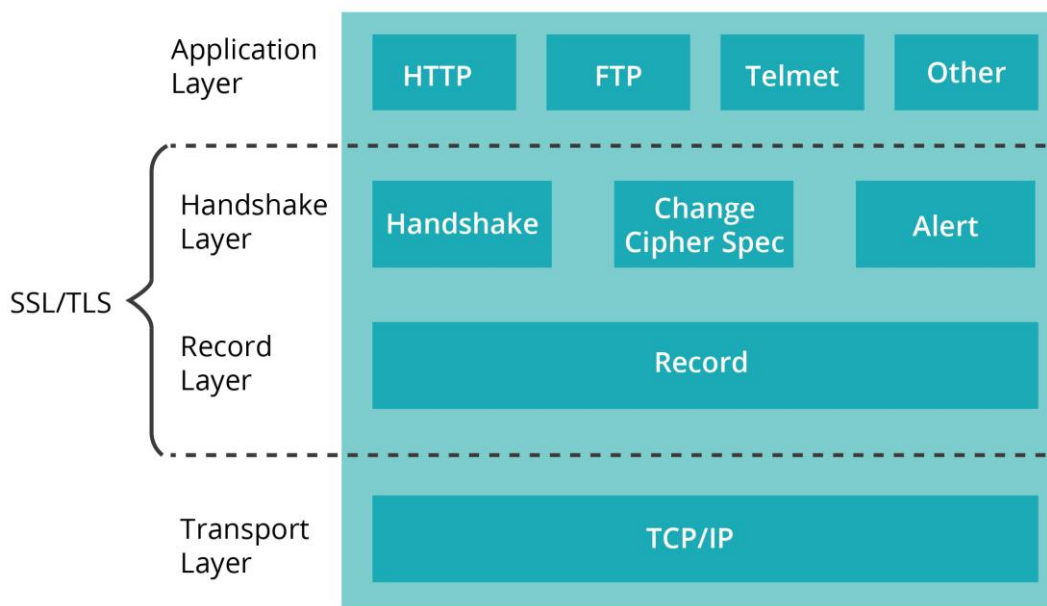 Application
Layer
HTTP
FTP
Telmet
Other
SSL/TLS
Handshake
Layer
Handshake
Change
Cipher Spec
Alert
Record
Layer
Record
Transport
Layer
TCP/IP